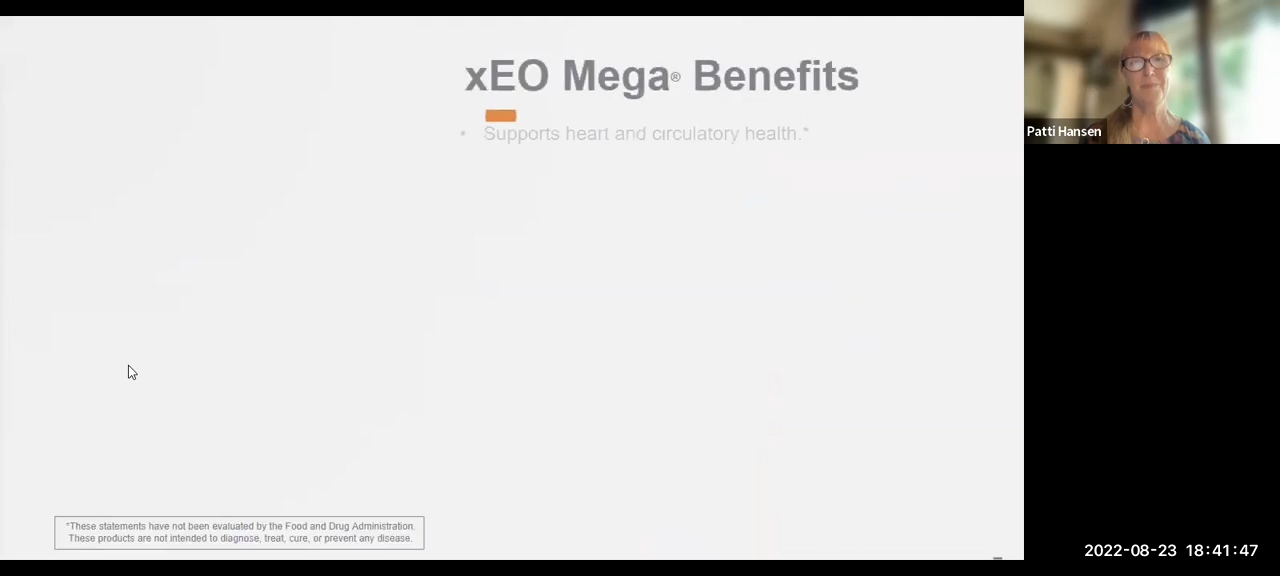 xEO Mega® Benefits
• Supports heart and circulatory health.*
Patti Hansen
*These statements have not been evaluated by the Food and Drug Administration.
These products are not intended to diagnose, treat, cure, or prevent any disease.
2022-08-23 18:41:47